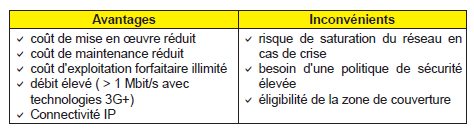 Avantages
✓ coût de mise en œuvre réduit
✓ coût de maintenance réduit
✓ coût d'exploitation forfaitaire illimité
✓ débit élevé ( > 1 Mbit/s avec
technologies 3G+)
✓ Connectivité IP
Inconvénients
✓ risque de saturation du réseau en
cas de crise
✓ besoin d'une politique de sécurité
élevée
✓ éligibilité de la zone de couverture